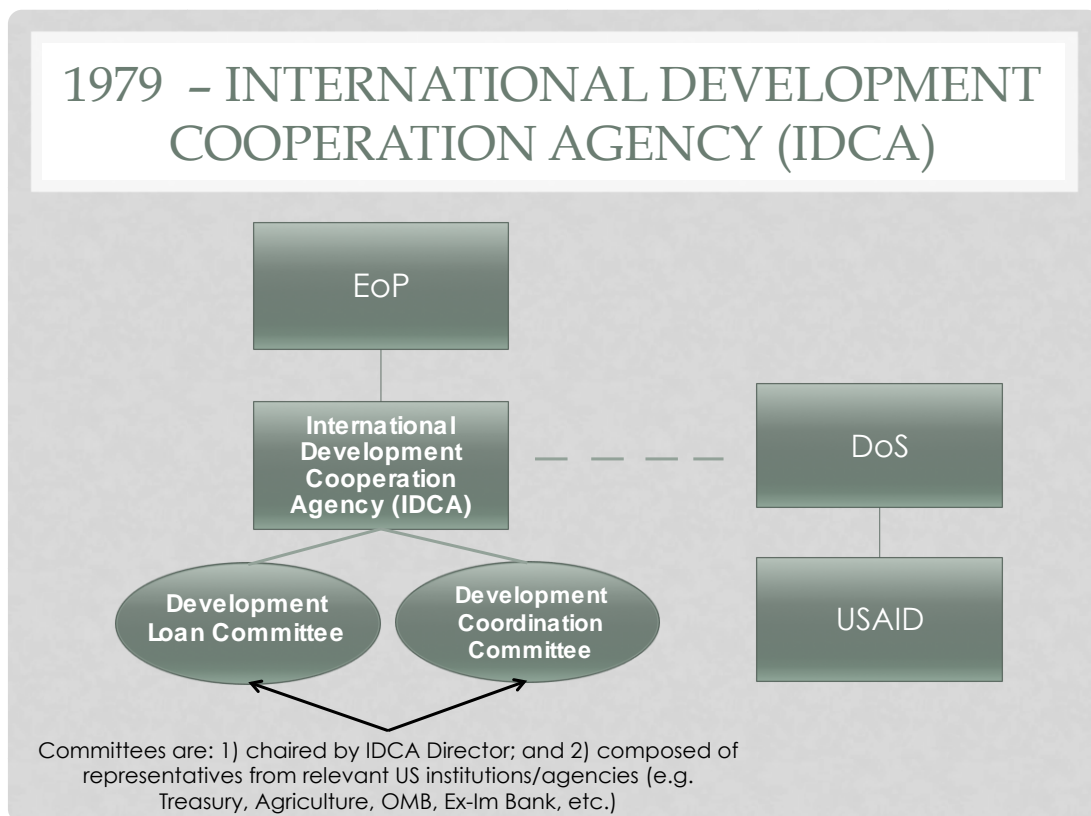 1979 – INTERNATIONAL DEVELOPMENT
COOPERATION AGENCY (IDCA)
EoP
International
Development
Cooperation
Agency (IDCA)
DoS
Development
Loan Committee
Development
Coordination
Committee
USAID
Committees are: 1) chaired by IDCA Director; and 2) composed of
representatives from relevant US institutions/agencies (e.g.
Treasury, Agriculture, OMB, Ex-Im Bank, etc.)